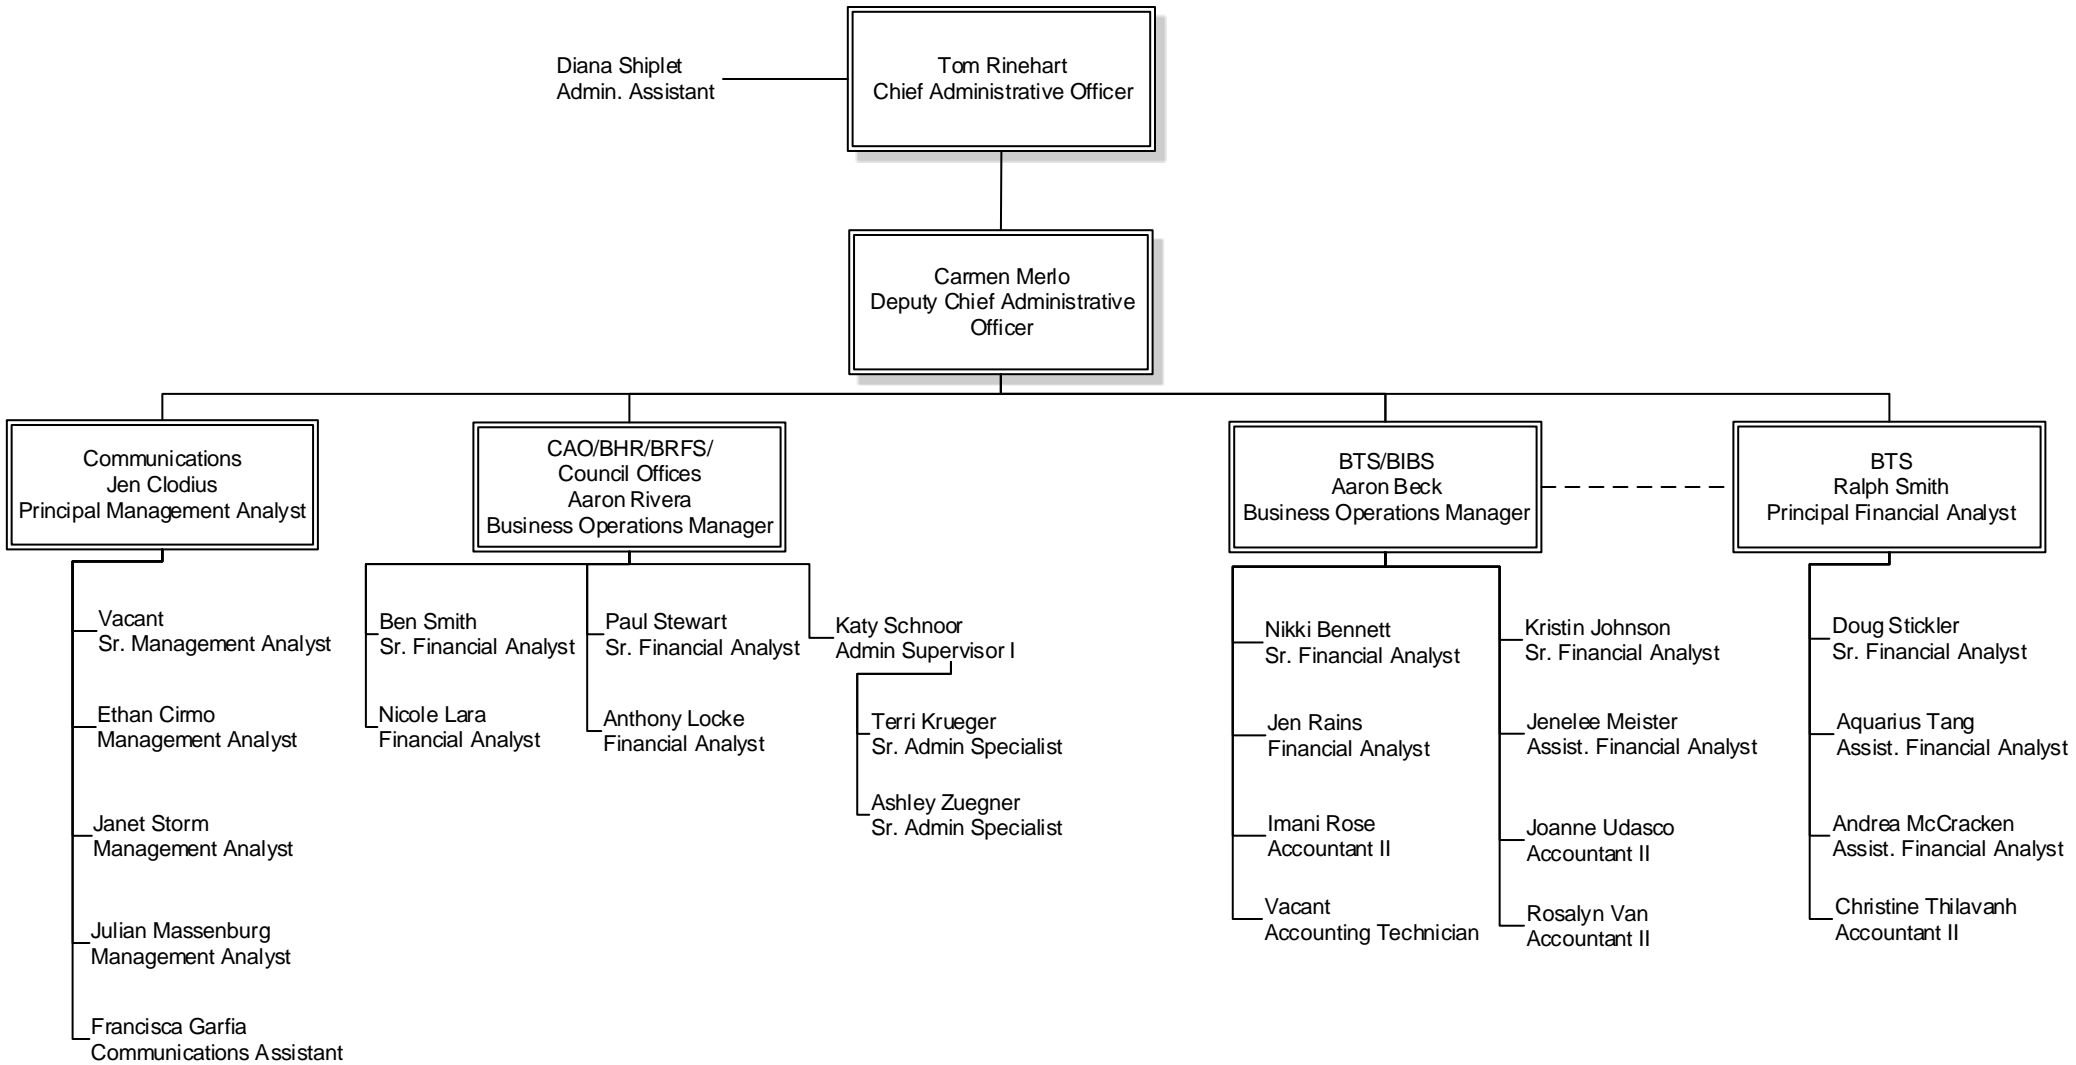 Diana Shiplet
Admin. Assistant
Tom Rinehart
Chief Administrative Officer
Carmen Merlo
Deputy Chief Administrative
Officer
Communications
Jen Clodius
Principal Management Analyst
CAO/BHR/BRFS/
Council Offices
Aaron Rivera
Business Operations Manager
BTS/BIBS
Aaron Beck
Business Operations Manager
BTS
Ralph Smith
Principal Financial Analyst
Vacant
Sr. Management Analyst
Ethan Cirmo
Management Analyst
Janet Storm
Management Analyst
Julian Massenburg
Management Analyst
Francisca Garfia
Communications Assistant
Ben Smith
Sr. Financial Analyst
Nicole Lara
Financial Analyst
Paul Stewart
Sr. Financial Analyst
Anthony Locke
Financial Analyst
Katy Schnoor
Admin Supervisor I
Terri Krueger
Sr. Admin Specialist
Ashley Zuegner
Sr. Admin Specialist
Nikki Bennett
Sr. Financial Analyst
Jen Rains
Financial Analyst
Imani Rose
Accountant II
Vacant
Accounting Technician
Kristin Johnson
Sr. Financial Analyst
Jenelee Meister
Assist. Financial Analyst
Joanne Udasco
Accountant II
Rosalyn Van
Accountant II
Doug Stickler
Sr. Financial Analyst
Aquarius Tang
Assist. Financial Analyst
Andrea McCracken
Assist. Financial Analyst
Christine Thilavanh
Accountant II